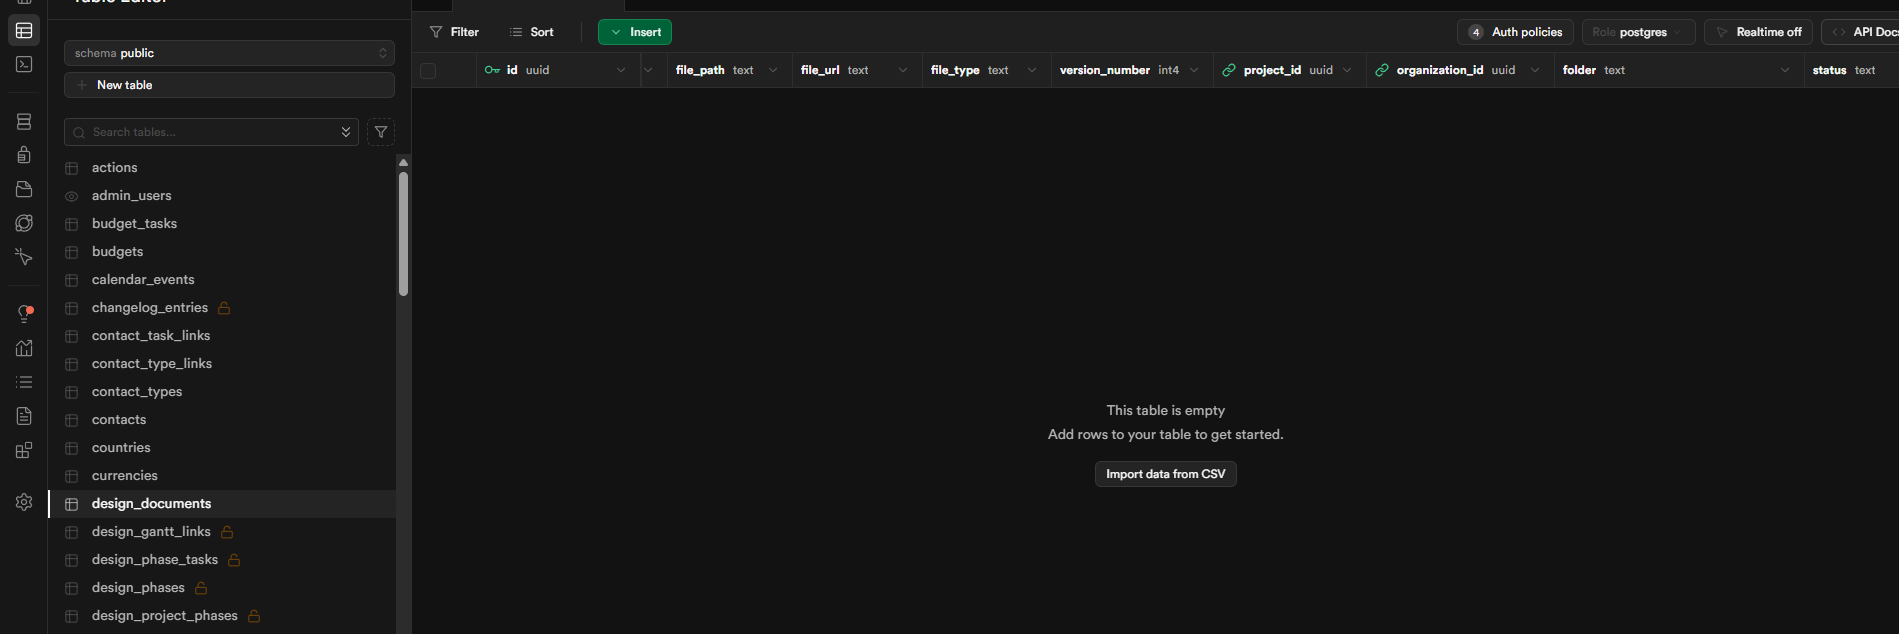 Table Editor
schema public
New table
Search tables...
actions
admin_users
budget_tasks
budgets
calendar_events
changelog_entries
contact_task_links
contact_type_links
contact_types
contacts
countries
currencies
design_documents
design_gantt_links
design_phase_tasks
design_phases
design_project_phases
Filter Sort Insert 4 Auth policies Role postgres Realtime off API Docs
id uuid file_path text file_url text file_type text version_number int4 project_id uuid organization_id uuid folder text status text
This table is empty
Add rows to your table to get started.
Import data from CSV